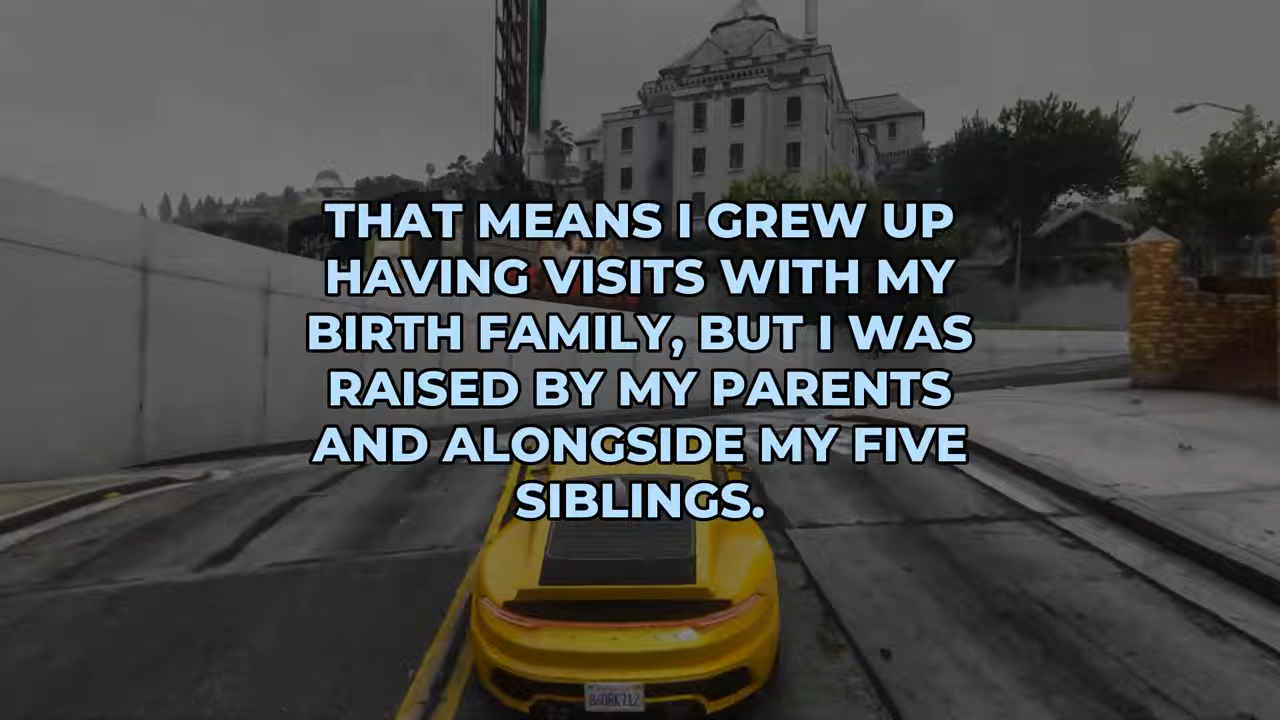 THAT MEANS I GREW UP
HAVING VISITS WITH MY
BIRTH FAMILY, BUT I WAS
RAISED BY MY PARENTS
AND ALONGSIDE MY FIVE
SIBLINGS.